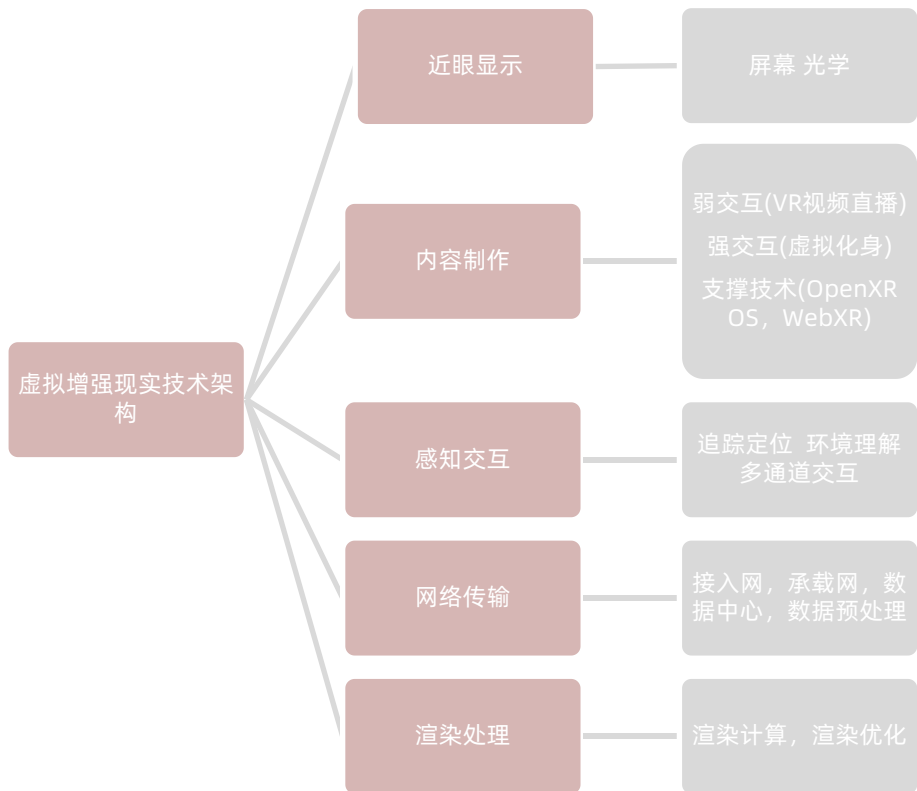 近眼显示
屏幕 光学
内容制作
弱交互(VR视频直播)
强交互(虚拟化身)
支撑技术(OpenXR
OS，WebXR)
虚拟增强现实技术架
构
感知交互
追踪定位 环境理解
多通道交互
网络传输
接入网，承载网，数
据中心，数据预处理
渲染处理
渲染计算，渲染优化